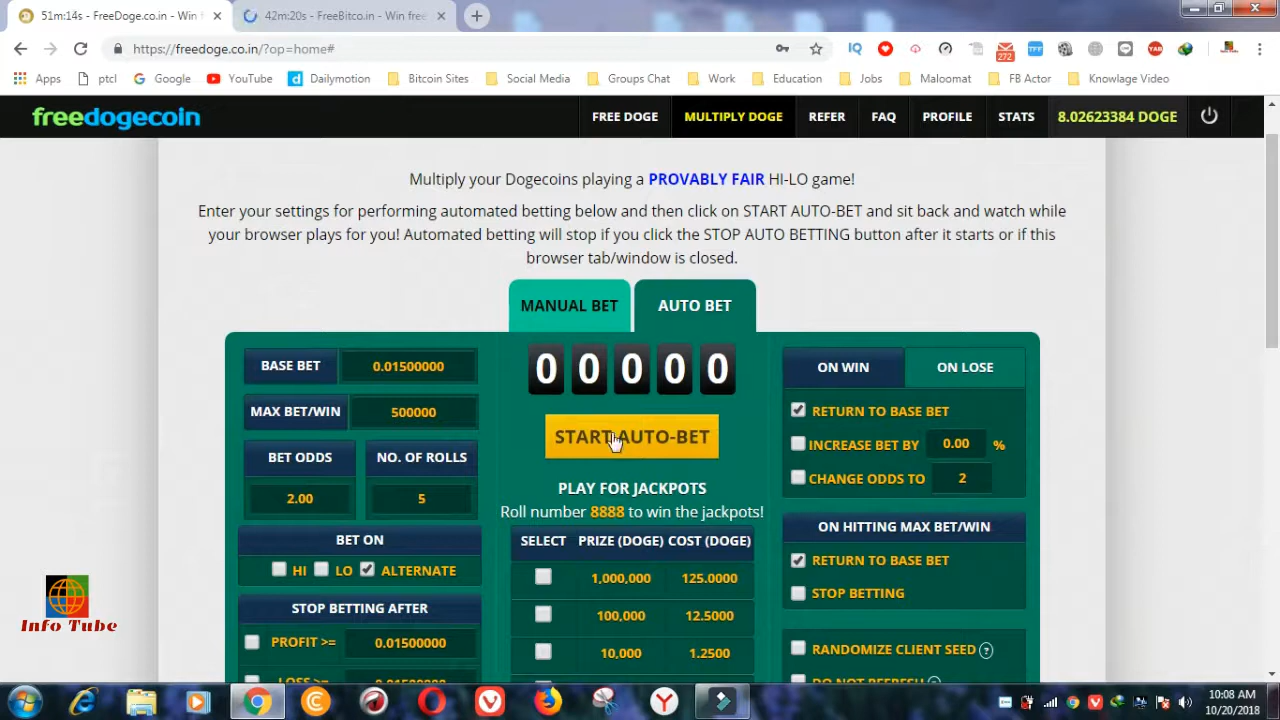 51m:14s - FreeDoge.co.in - Win f
42m:20s - FreeBitco.in - Win free
https://freedoge.co.in/?op=home#
IQ
272
TFF
YAB
Apps
ptcl
Google
YouTube
Dailymotion
Bitcoin Sites
Social Media
Groups Chat
Work
Education
Jobs
Maloomat
FB Actor
Knowlage Video
freedogecoin
FREE DOGE
MULTIPLY DOGE
REFER
FAQ
PROFILE
STATS
8.02623384 DOGE
Multiply your Dogecoins playing a PROVABLY FAIR HI-LO game!
Enter your settings for performing automated betting below and then click on START AUTO-BET and sit back and watch while
your browser plays for you! Automated betting will stop if you click the STOP AUTO BETTING button after it starts or if this
browser tab/window is closed.
MANUAL BET
AUTO BET
BASE BET 0.01500000
MAX BET/WIN 500000
BET ODDS NO. OF ROLLS
2.00 5
BET ON
HI LO ALTERNATE
STOP BETTING AFTER
PROFIT >= 0.01500000
0 0 0 0 0
START AUTO-BET
PLAY FOR JACKPOTS
Roll number 8888 to win the jackpots!
SELECT PRIZE (DOGE) COST (DOGE)
1,000,000 125.0000
100,000 12.5000
10,000 1.2500
ON WIN ON LOSE
RETURN TO BASE BET
INCREASE BET BY 0.00 %
CHANGE ODDS TO 2
ON HITTING MAX BET/WIN
RETURN TO BASE BET
STOP BETTING
RANDOMIZE CLIENT SEED ?
Info Tube
10:08 AM
10/20/2018